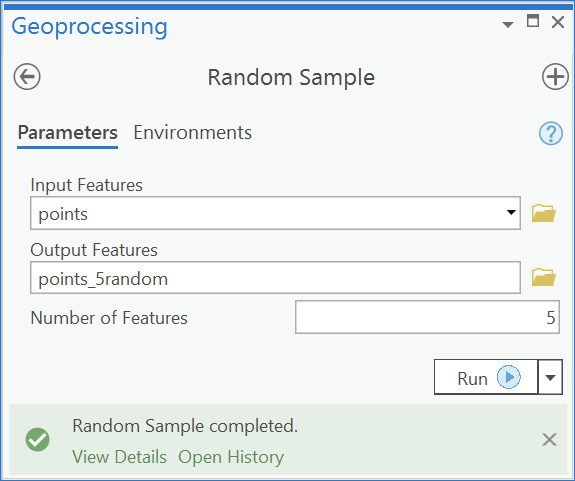 Geoprocessing
Random Sample
Parameters Environments
?
Input Features
points
Output Features
points_5random
Number of Features 5
Run
Random Sample completed.
View Details Open History